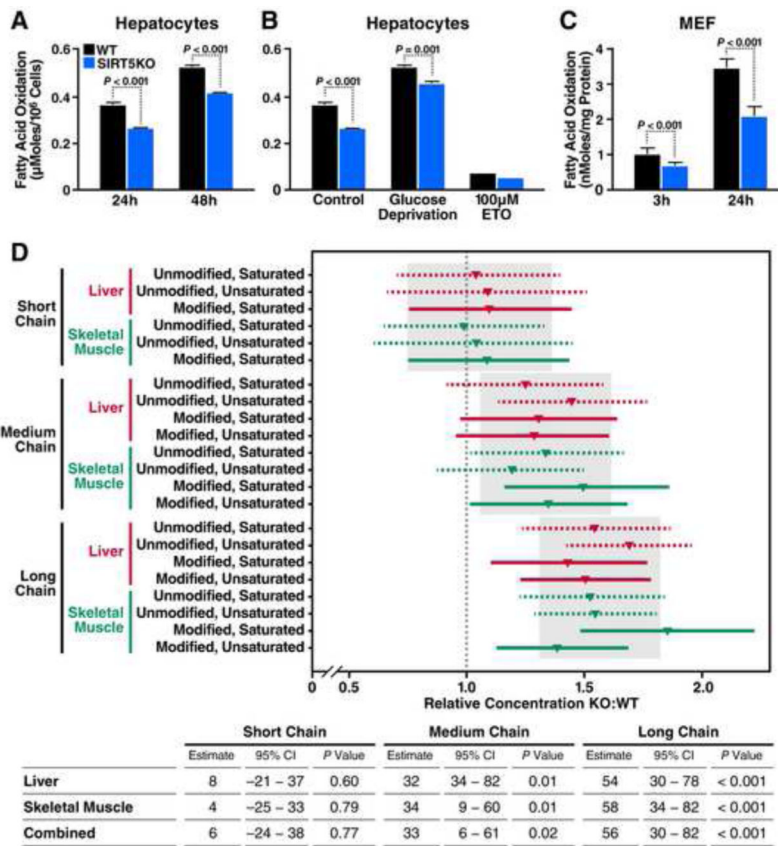 A Hepatocytes
Fatty Acid Oxidation
(µMoles/10⁶ Cells)
0.6
0.4
0.2
0
WT
SIRT5KO
P < 0.001
P < 0.001
24h 48h
B Hepatocytes
0.6
0.4
0.2
0
P < 0.001
P = 0.001
Control Glucose Deprivation 100µM ETO
C MEF
Fatty Acid Oxidation
(nMoles/mg Protein)
4
3
2
1
0
P < 0.001
P < 0.001
3h 24h
D
Short Chain
Liver
Unmodified, Saturated
Unmodified, Unsaturated
Modified, Saturated
Skeletal Muscle
Unmodified, Saturated
Unmodified, Unsaturated
Modified, Saturated
Medium Chain
Liver
Unmodified, Saturated
Unmodified, Unsaturated
Modified, Saturated
Modified, Unsaturated
Skeletal Muscle
Unmodified, Saturated
Unmodified, Unsaturated
Modified, Saturated
Modified, Unsaturated
Long Chain
Liver
Unmodified, Saturated
Unmodified, Unsaturated
Modified, Saturated
Modified, Unsaturated
Skeletal Muscle
Unmodified, Saturated
Unmodified, Unsaturated
Modified, Saturated
Modified, Unsaturated
0 0.5 1.0 1.5 2.0
Relative Concentration KO:WT
Short Chain Medium Chain Long Chain
Estimate 95% CI P Value Estimate 95% CI P Value Estimate 95% CI P Value
Liver 8 –21 – 37 0.60 32 34 – 82 0.01 54 30 – 78 < 0.001
Skeletal Muscle 4 –25 – 33 0.79 34 9 – 60 0.01 58 34 – 82 < 0.001
Combined 6 –24 – 38 0.77 33 6 – 61 0.02 56 30 – 82 < 0.001